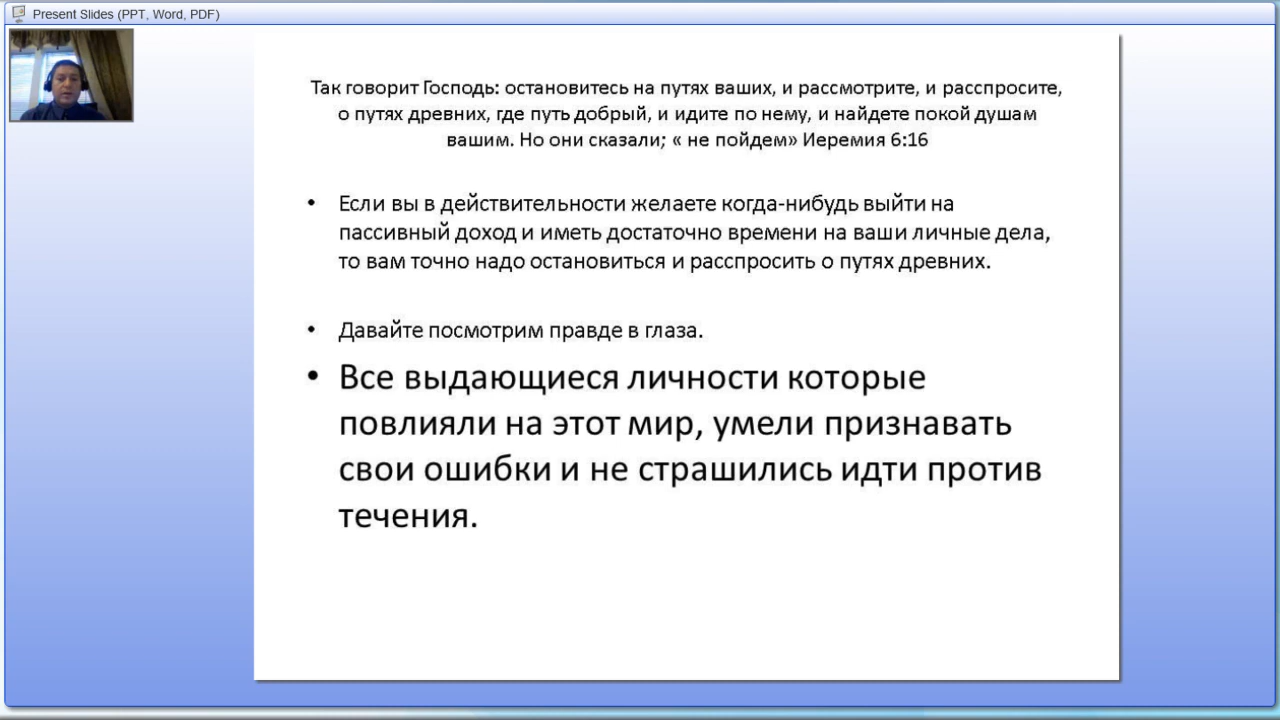 Present Slides (PPT, Word, PDF)
Так говорит Господь: остановитесь на путях ваших, и рассмотрите, и расспросите,
о путях древних, где путь добрый, и идите по нему, и найдете покой душам
вашим. Но они сказали; « не пойдем» Иеремия 6:16
• Если вы в действительности желаете когда-нибудь выйти на
пассивный доход и иметь достаточно времени на ваши личные дела,
то вам точно надо остановиться и расспросить о путях древних.
• Давайте посмотрим правде в глаза.
• Все выдающиеся личности которые
повлияли на этот мир, умели признавать
свои ошибки и не страшились идти против
течения.